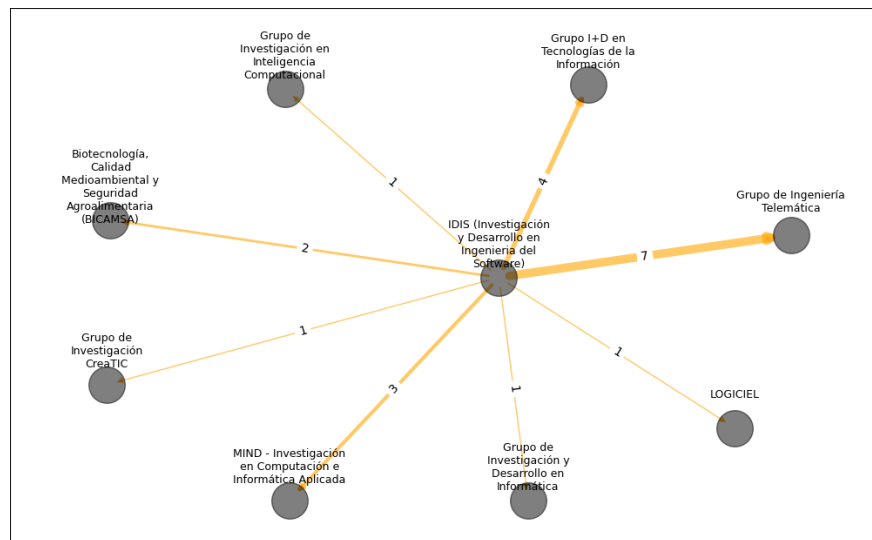 Grupo de
Investigación en
Inteligencia
Computacional
Grupo I+D en
Tecnologías de la
Información
Biotecnología,
Calidad
Medioambiental y
Seguridad
Agroalimentaria
(BICAMSA)
Grupo de Ingeniería
Telemática
IDIS (Investigación
y Desarrollo en
Ingenieria del
Software)
1
4
2
7
1
3
1
1
Grupo de
Investigación
CreaTIC
LOGICIEL
MIND - Investigación
en Computación e
Informática Aplicada
Grupo de
Investigación y
Desarrollo en
Informática